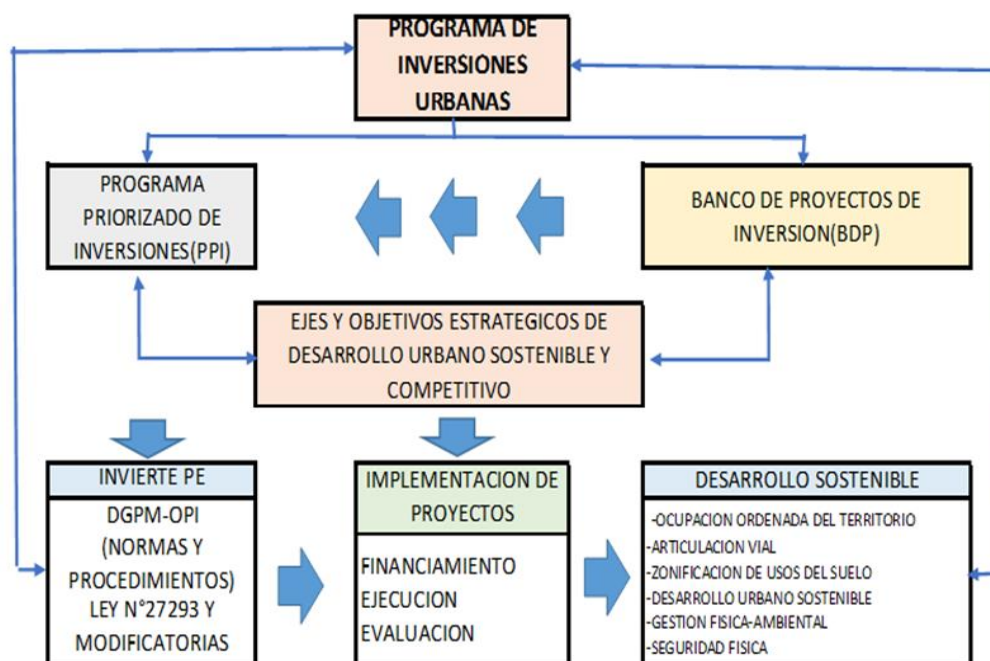 PROGRAMA DE
INVERSIONES
URBANAS
PROGRAMA
PRIORIZADO DE
INVERSIONES(PPI)
BANCO DE PROYECTOS DE
INVERSION(BDP)
EJES Y OBJETIVOS ESTRATEGICOS DE
DESARROLLO URBANO SOSTENIBLE Y
COMPETITIVO
INVIERTE PE
DGPM-OPI
(NORMAS Y
PROCEDIMIENTOS)
LEY N°27293 Y
MODIFICATORIAS
IMPLEMENTACION DE
PROYECTOS
FINANCIAMIENTO
EJECUCION
EVALUACION
DESARROLLO SOSTENIBLE
-OCUPACION ORDENADA DEL TERRITORIO
-ARTICULACION VIAL
-ZONIFICACION DE USOS DEL SUELO
-DESARROLLO URBANO SOSTENIBLE
-GESTION FISICA-AMBIENTAL
-SEGURIDAD FISICA